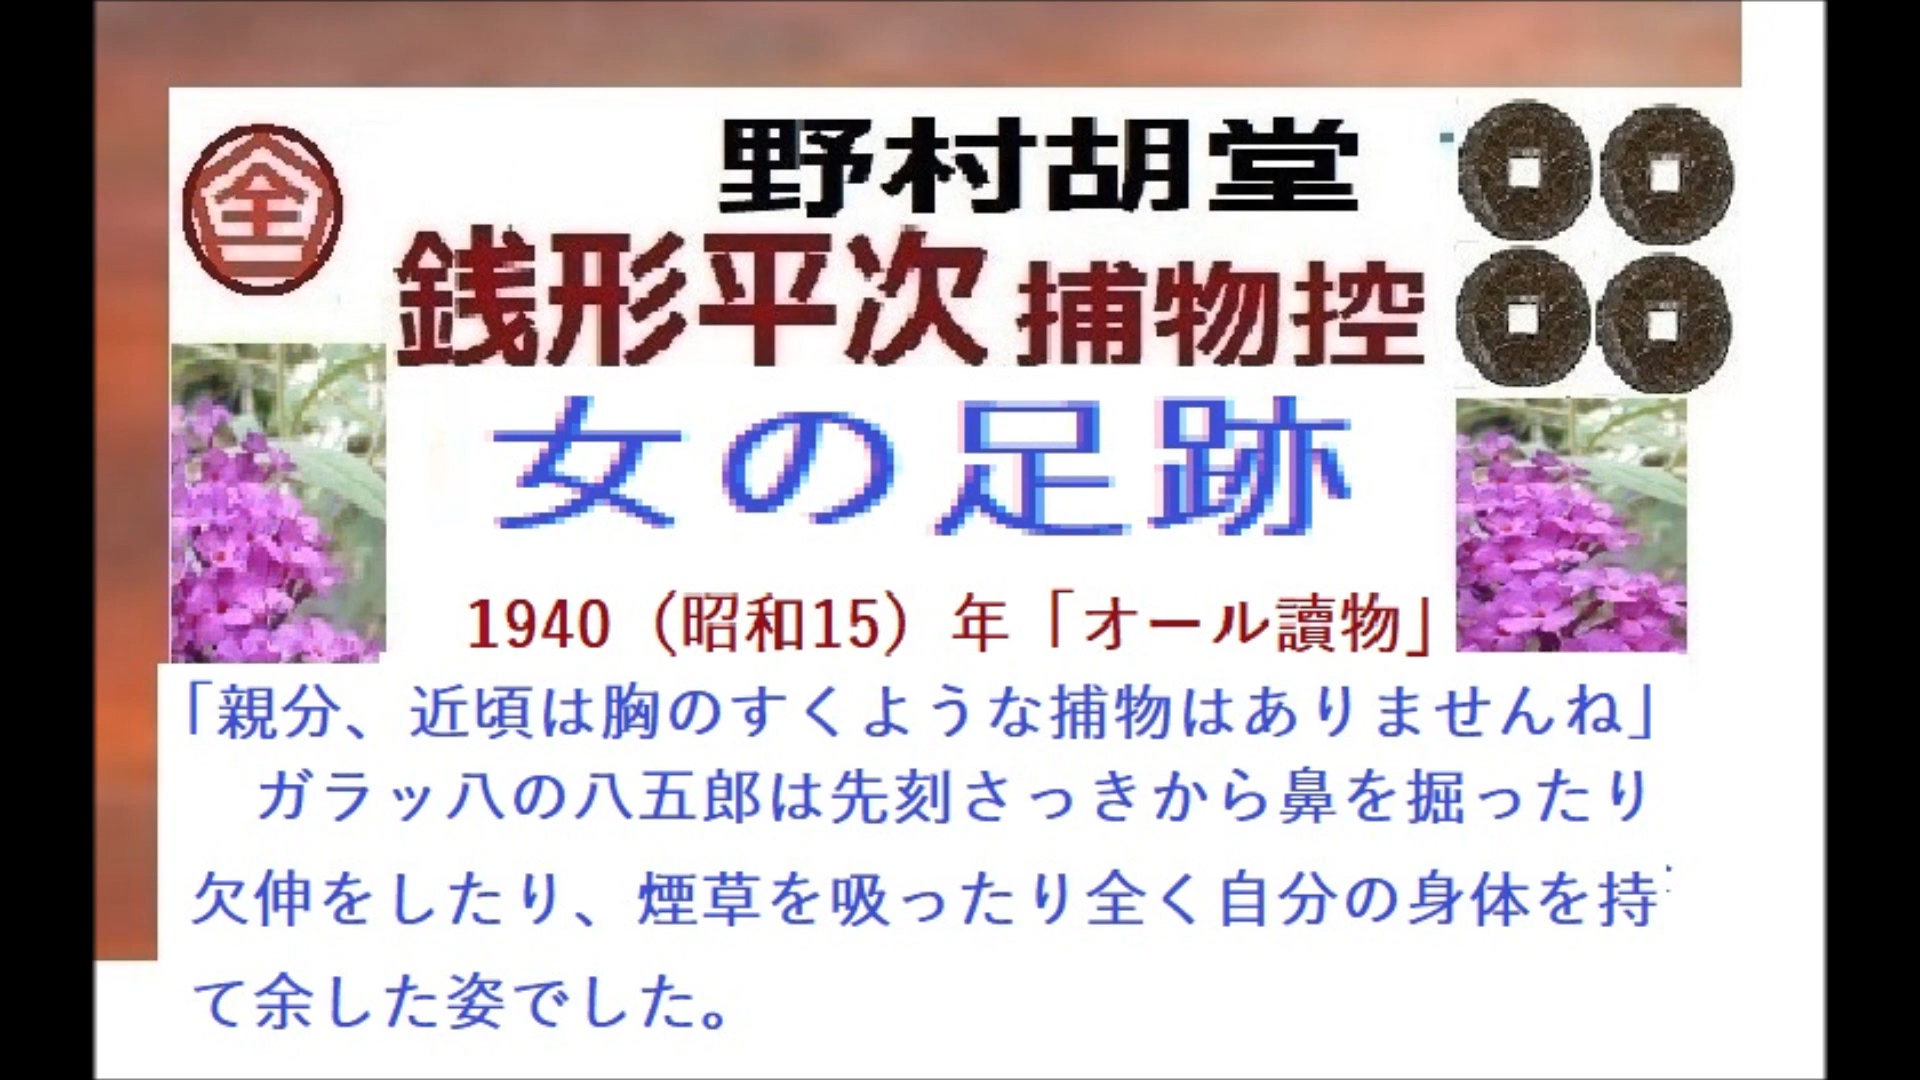 野村胡堂
銭形平次 捕物控
女の足跡
1940（昭和15）年「オール讀物」
「親分、近頃は胸のすくような捕物はありませんね」
ガラッ八の八五郎は先刻さっきから鼻を掘ったり
欠伸をしたり、煙草を吸ったり全く自分の身体を持
て余した姿でした。